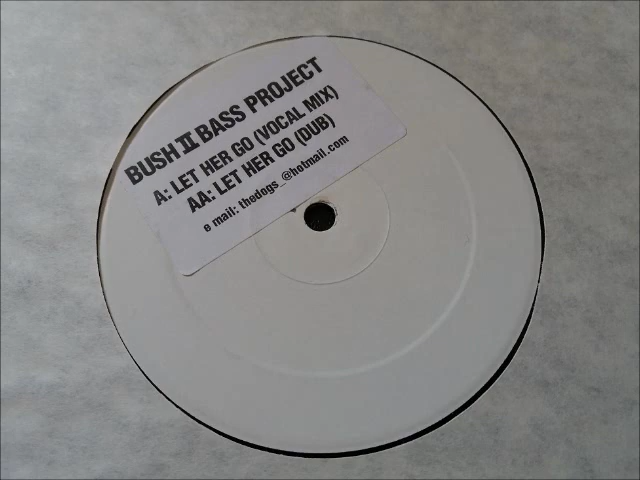 BUSH II BASS PROJECT
A: LET HER GO (VOCAL MIX)
AA: LET HER GO (DUB)
e mail: thedogs_@hotmail.com